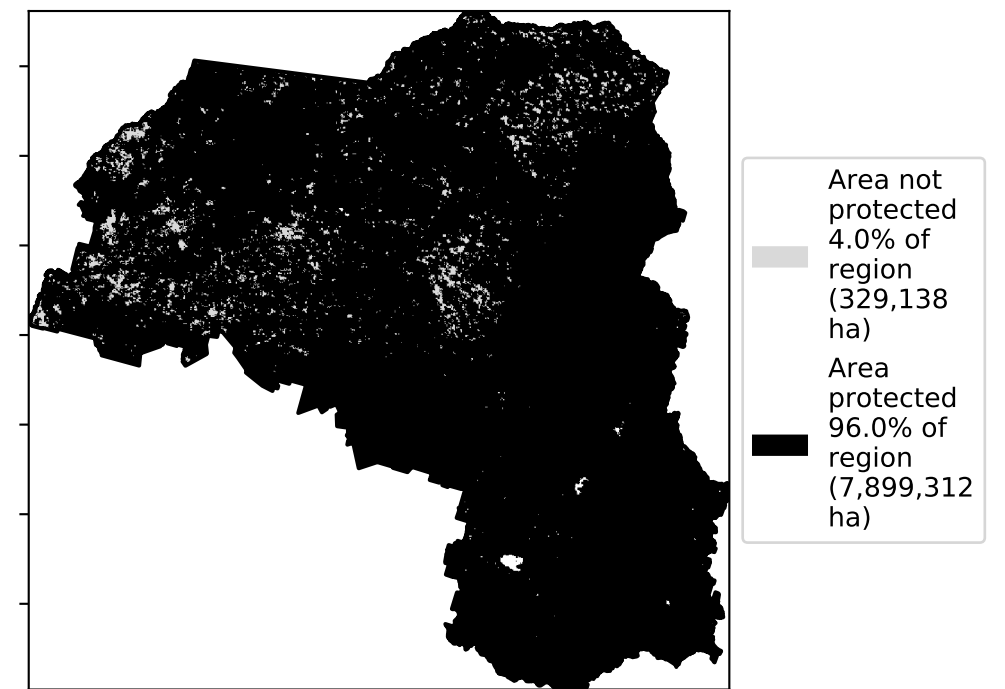 Area not
protected
4.0% of
region
(329,138
ha)
Area
protected
96.0% of
region
(7,899,312
ha)